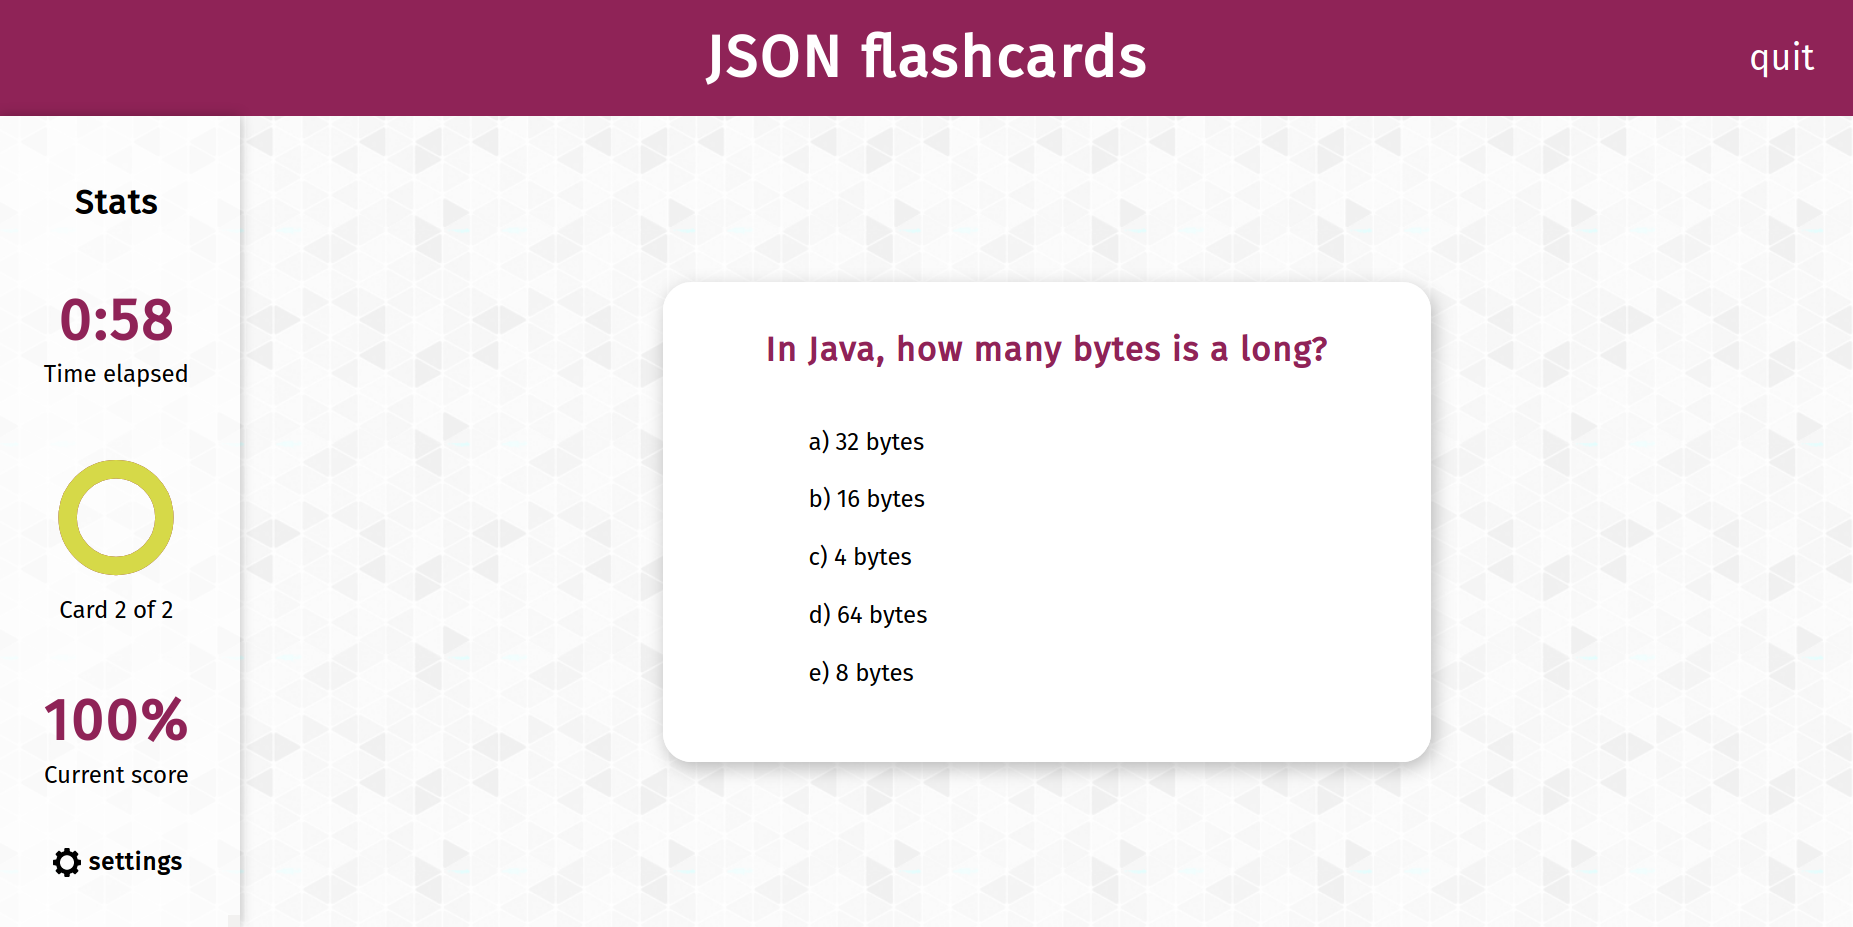 JSON flashcards
quit
Stats
0:58
Time elapsed
Card 2 of 2
100%
Current score
settings
In Java, how many bytes is a long?
a) 32 bytes
b) 16 bytes
c) 4 bytes
d) 64 bytes
e) 8 bytes